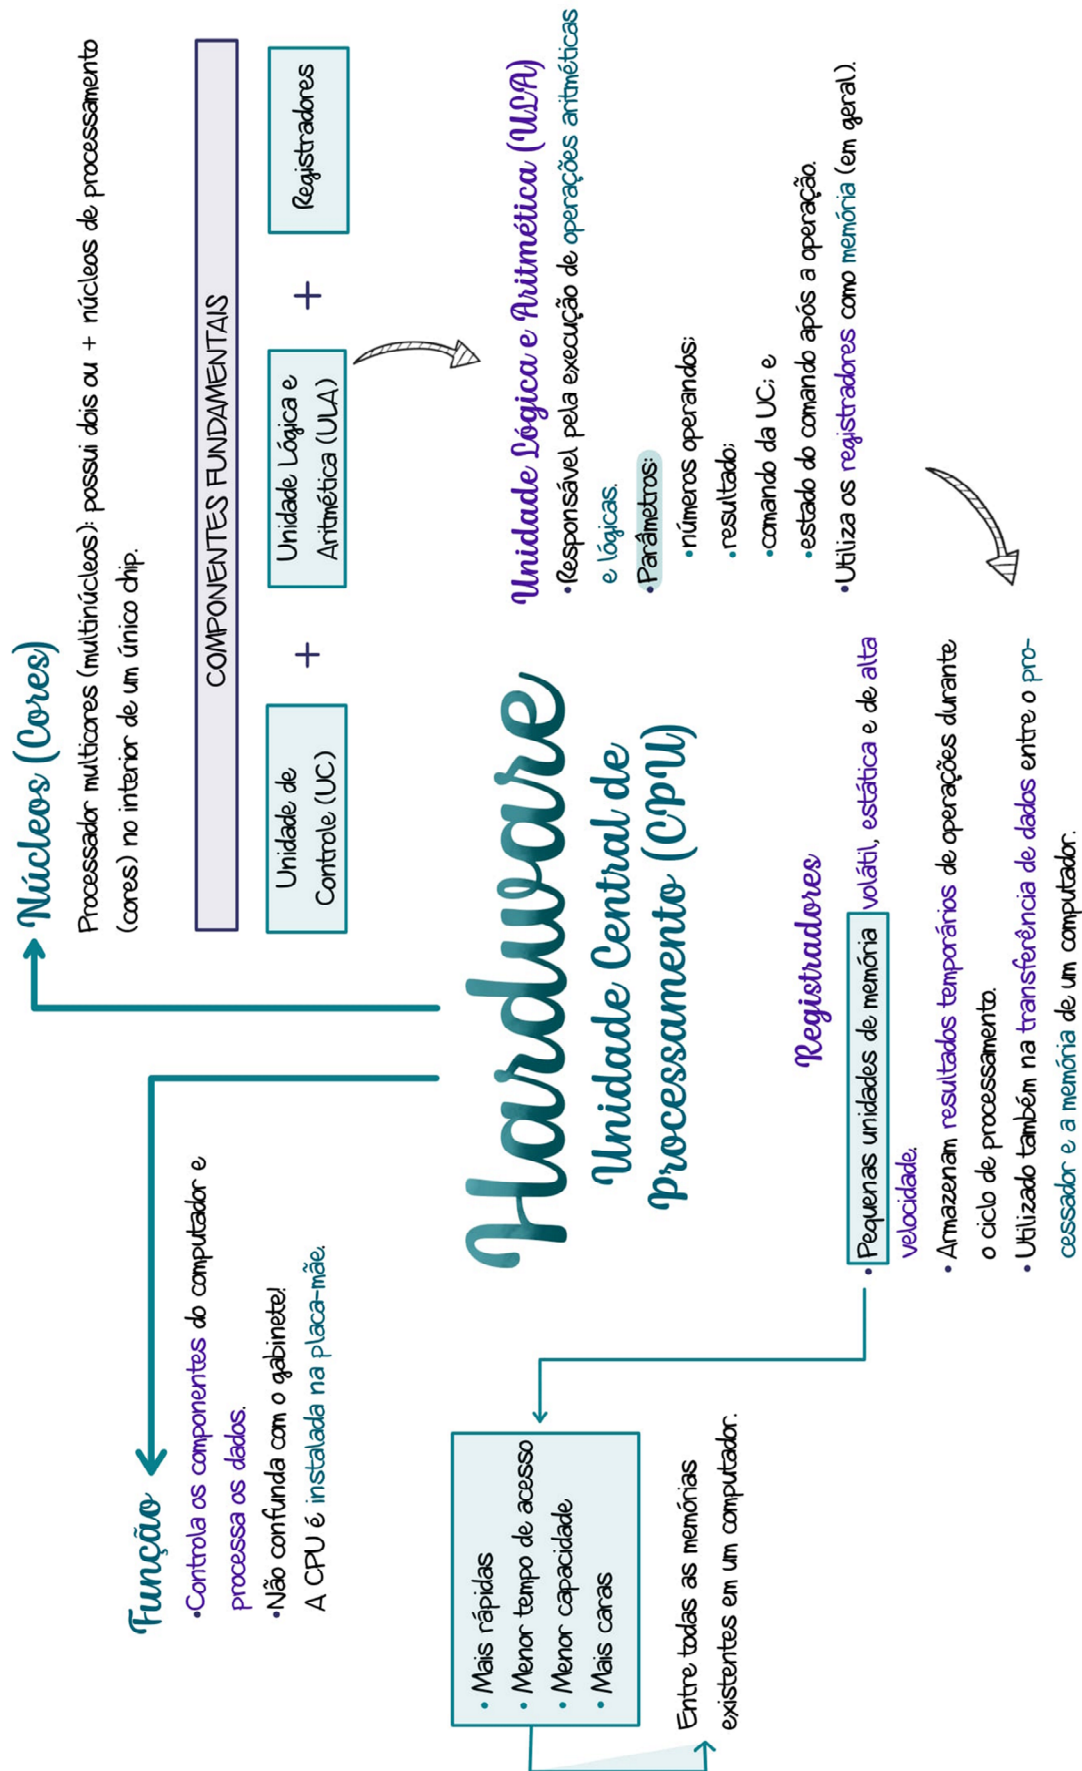 Hardware
Unidade Central de
Processamento (CPU)
Função
•Controla os componentes do computador e
processa os dados.
•Não confunda com o gabinete!
A CPU é instalada na placa-mãe.
Núcleos (Cores)
Processador multicores (multinúcleos): possui dois ou + núcleos de processamento
(cores) no interior de um único chip.
COMPONENTES FUNDAMENTAIS
Unidade de
Controle (UC)
+
Unidade Lógica e
Aritmética (ULA)
+
Registradores
Unidade Lógica e Aritmética (ULA)
•Responsável pela execução de operações aritméticas
e lógicas.
•Parâmetros:
•números operandos;
•resultado;
•comando da UC; e
•estado do comando após a operação.
•Utiliza os registradores como memória (em geral).
Registradores
•Pequenas unidades de memória volátil, estática e de alta
velocidade.
•Armazenam resultados temporários de operações durante
o ciclo de processamento.
•Utilizado também na transferência de dados entre o pro-
cessador e a memória de um computador.
•Mais rápidas
•Menor tempo de acesso
•Menor capacidade
•Mais caras
Entre todas as memórias
existentes em um computador.